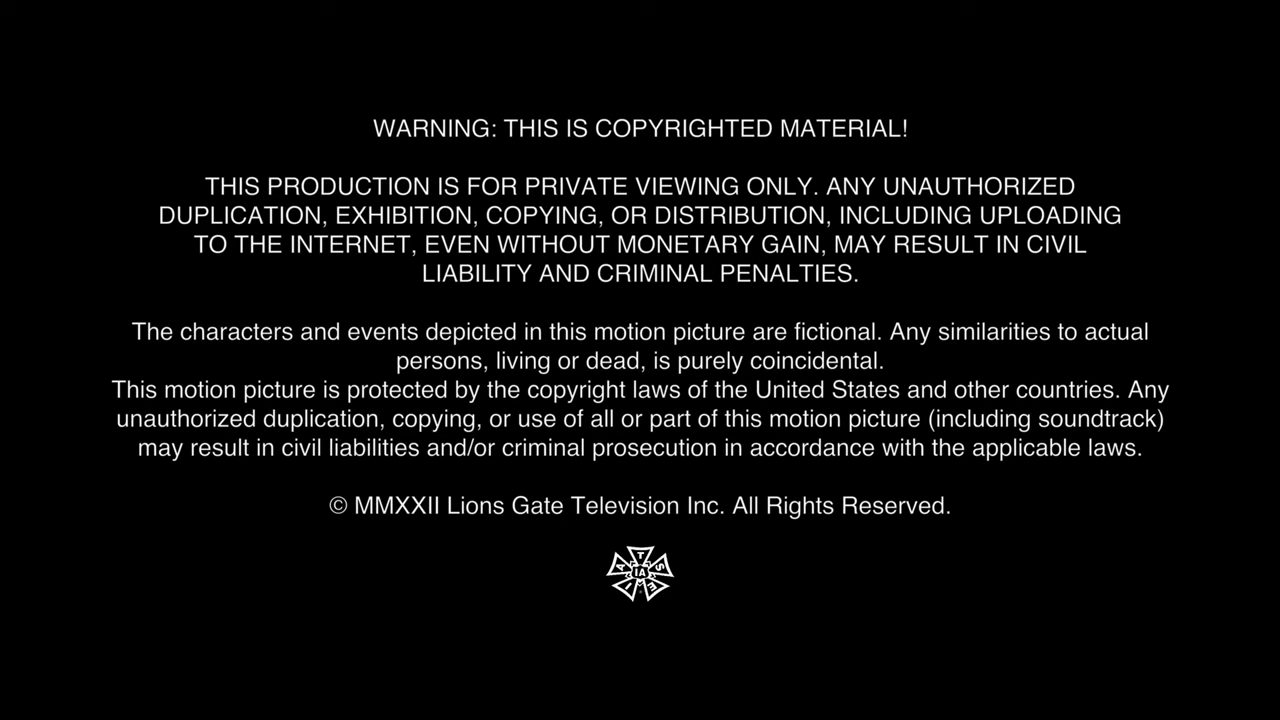 WARNING: THIS IS COPYRIGHTED MATERIAL!
THIS PRODUCTION IS FOR PRIVATE VIEWING ONLY. ANY UNAUTHORIZED
DUPLICATION, EXHIBITION, COPYING, OR DISTRIBUTION, INCLUDING UPLOADING
TO THE INTERNET, EVEN WITHOUT MONETARY GAIN, MAY RESULT IN CIVIL
LIABILITY AND CRIMINAL PENALTIES.
The characters and events depicted in this motion picture are fictional. Any similarities to actual
persons, living or dead, is purely coincidental.
This motion picture is protected by the copyright laws of the United States and other countries. Any
unauthorized duplication, copying, or use of all or part of this motion picture (including soundtrack)
may result in civil liabilities and/or criminal prosecution in accordance with the applicable laws.
© MMXXII Lions Gate Television Inc. All Rights Reserved.
I A T S E
IA